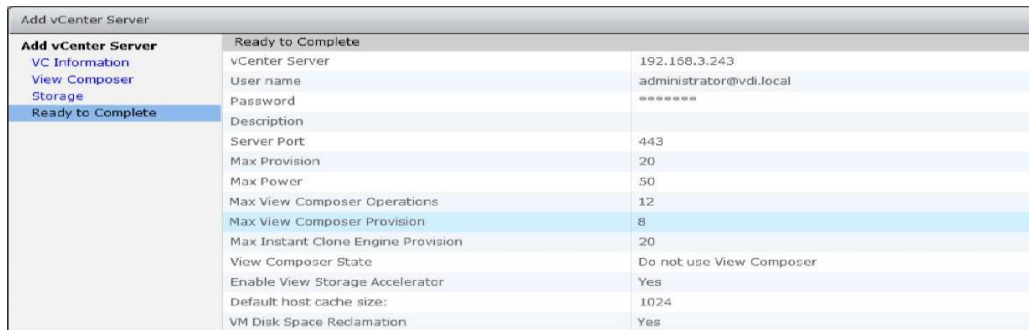 Add vCenter Server
Add vCenter Server
VC Information
View Composer
Storage
Ready to Complete
Ready to Complete
vCenter Server 192.168.3.243
User name administrator@vdi.local
Password *******
Description
Server Port 443
Max Provision 20
Max Power 50
Max View Composer Operations 12
Max View Composer Provision 8
Max Instant Clone Engine Provision 20
View Composer State Do not use View Composer
Enable View Storage Accelerator Yes
Default host cache size: 1024
VM Disk Space Reclamation Yes